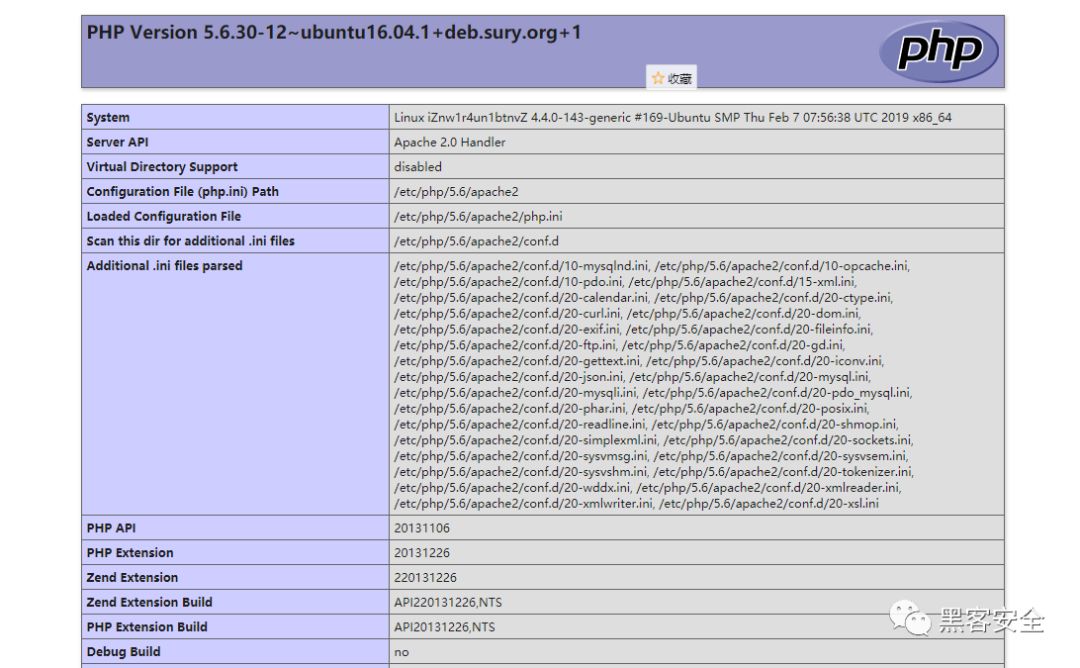 PHP Version 5.6.30-12~ubuntu16.04.1+deb.sury.org+1
php
收藏
System Linux iZnw1r4un1btnvZ 4.4.0-143-generic #169-Ubuntu SMP Thu Feb 7 07:56:38 UTC 2019 x86_64
Server API Apache 2.0 Handler
Virtual Directory Support disabled
Configuration File (php.ini) Path /etc/php/5.6/apache2
Loaded Configuration File /etc/php/5.6/apache2/php.ini
Scan this dir for additional .ini files /etc/php/5.6/apache2/conf.d
Additional .ini files parsed /etc/php/5.6/apache2/conf.d/10-mysqlnd.ini, /etc/php/5.6/apache2/conf.d/10-opcache.ini,
/etc/php/5.6/apache2/conf.d/10-pdo.ini, /etc/php/5.6/apache2/conf.d/15-xml.ini,
/etc/php/5.6/apache2/conf.d/20-calendar.ini, /etc/php/5.6/apache2/conf.d/20-ctype.ini,
/etc/php/5.6/apache2/conf.d/20-curl.ini, /etc/php/5.6/apache2/conf.d/20-dom.ini,
/etc/php/5.6/apache2/conf.d/20-exif.ini, /etc/php/5.6/apache2/conf.d/20-fileinfo.ini,
/etc/php/5.6/apache2/conf.d/20-ftp.ini, /etc/php/5.6/apache2/conf.d/20-gd.ini,
/etc/php/5.6/apache2/conf.d/20-gettext.ini, /etc/php/5.6/apache2/conf.d/20-iconv.ini,
/etc/php/5.6/apache2/conf.d/20-json.ini, /etc/php/5.6/apache2/conf.d/20-mysql.ini,
/etc/php/5.6/apache2/conf.d/20-mysqli.ini, /etc/php/5.6/apache2/conf.d/20-pdo_mysql.ini,
/etc/php/5.6/apache2/conf.d/20-phar.ini, /etc/php/5.6/apache2/conf.d/20-posix.ini,
/etc/php/5.6/apache2/conf.d/20-readline.ini, /etc/php/5.6/apache2/conf.d/20-shmop.ini,
/etc/php/5.6/apache2/conf.d/20-simplexml.ini, /etc/php/5.6/apache2/conf.d/20-sockets.ini,
/etc/php/5.6/apache2/conf.d/20-sysvmsg.ini, /etc/php/5.6/apache2/conf.d/20-sysvsem.ini,
/etc/php/5.6/apache2/conf.d/20-sysvshm.ini, /etc/php/5.6/apache2/conf.d/20-tokenizer.ini,
/etc/php/5.6/apache2/conf.d/20-wddx.ini, /etc/php/5.6/apache2/conf.d/20-xmlreader.ini,
/etc/php/5.6/apache2/conf.d/20-xmlwriter.ini, /etc/php/5.6/apache2/conf.d/20-xsl.ini
PHP API 20131106
PHP Extension 20131226
Zend Extension 220131226
Zend Extension Build API220131226,NTS
PHP Extension Build API20131226,NTS
Debug Build no
黑客安全